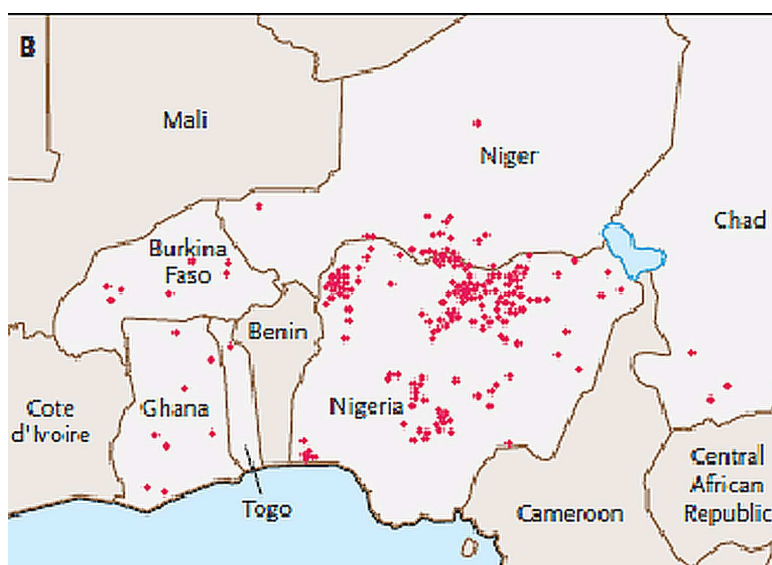 B
Mali
Niger
Chad
Burkina
Faso
Benin
Cote
d'Ivoire
Ghana
Nigeria
Togo
Cameroon
Central
African
Republic